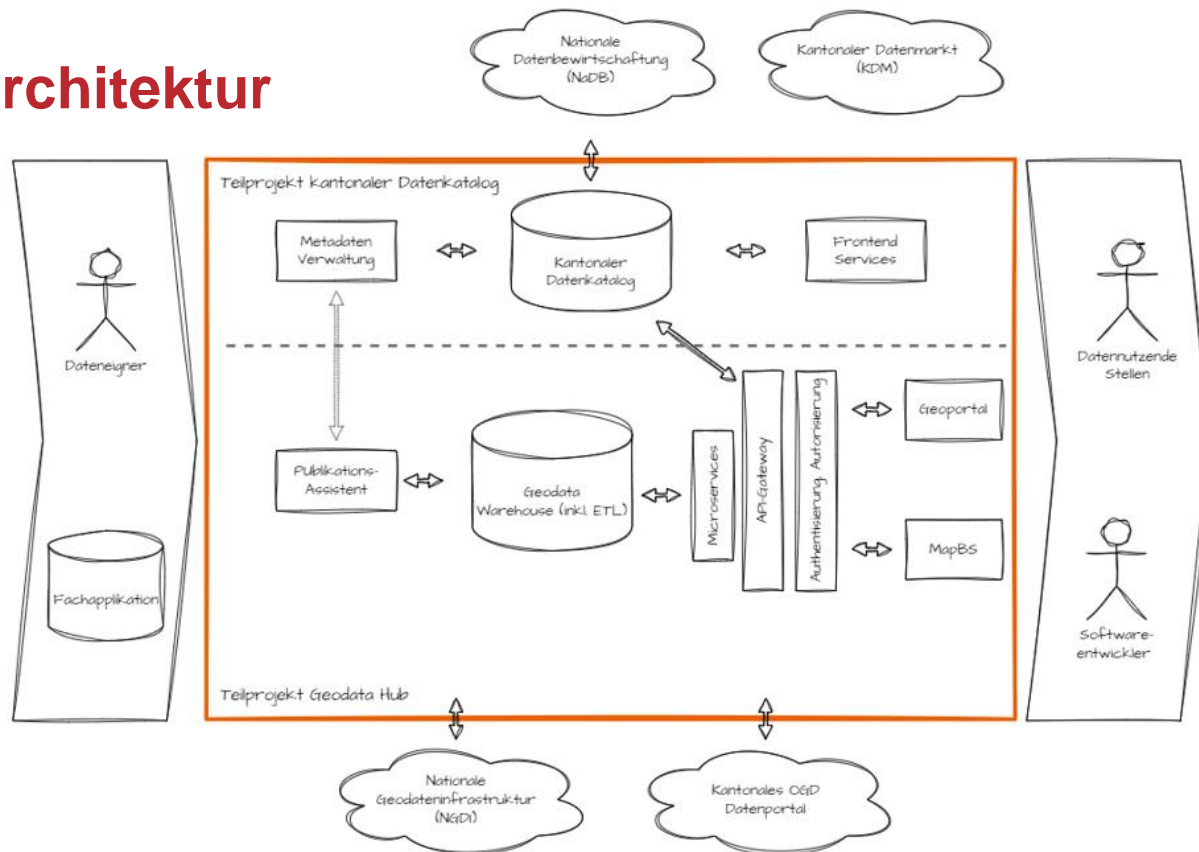 rchitektur
Nationale
Datenbewirtschaftung
(NaDB)
Kantonaler Datenmarkt
(KDM)
Teilprojekt kantonaler Datenkatalog
Metadaten
Verwaltung
Kantonaler
Datenkatalog
Frontend
Services
Dateneigner
Datennutzende
Stellen
Publikations-
Assistent
Geodata
Warehouse (inkl. ETL)
Microservices
API-Gateway
Authentisierung, Autorisierung
Geoportal
MapBS
Fachapplikation
Software-
entwickler
Teilprojekt Geodata Hub
Nationale
Geodateninfrastruktur
(NGDI)
Kantonales OGD
Datenportal